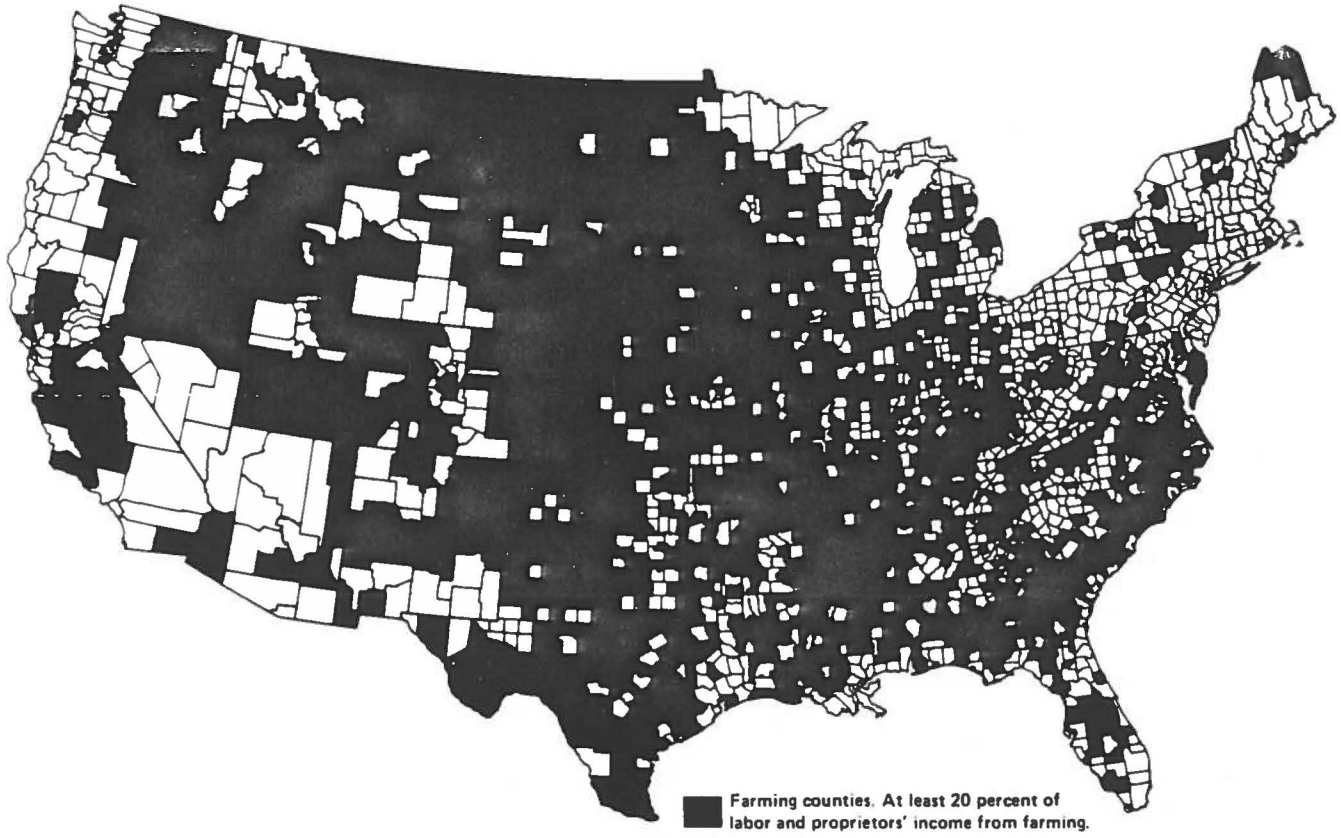 Farming counties. At least 20 percent of
labor and proprietors' income from farming.